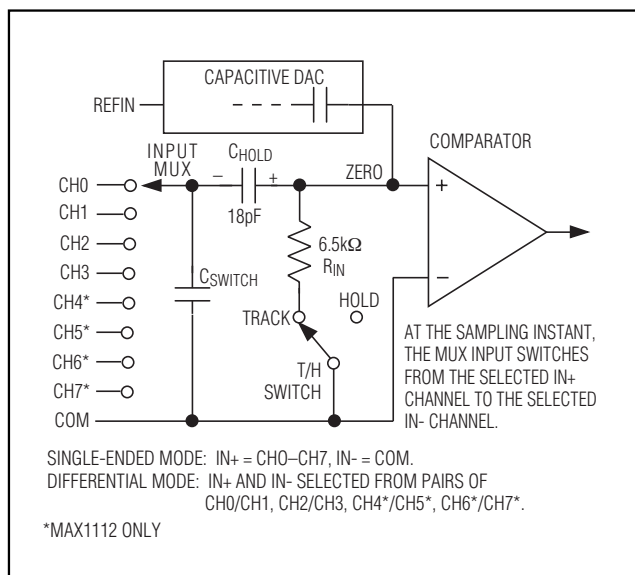 CAPACITIVE DAC
REFIN
COMPARATOR
INPUT
MUX
CHOLD
− +
ZERO
+
18pF
CH0
CH1
CH2
CH3
CH4*
CH5*
CH6*
CH7*
COM
CSWITCH
6.5kΩ
RIN
−
TRACK
HOLD
T/H
SWITCH
AT THE SAMPLING INSTANT,
THE MUX INPUT SWITCHES
FROM THE SELECTED IN+
CHANNEL TO THE SELECTED
IN- CHANNEL.
SINGLE-ENDED MODE: IN+ = CHO–CH7, IN- = COM.
DIFFERENTIAL MODE: IN+ AND IN- SELECTED FROM PAIRS OF
CH0/CH1, CH2/CH3, CH4*/CH5*, CH6*/CH7*.
*MAX1112 ONLY